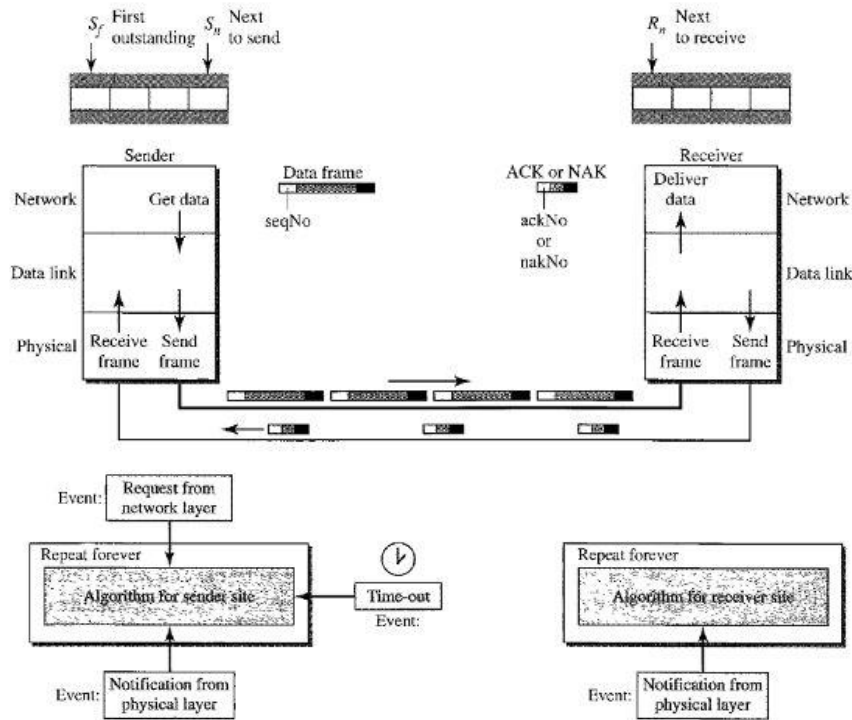 S_f First
outstanding
S_n Next
to send
R_n Next
to receive
Sender
Data frame
ACK or NAK
Receiver
Network
Get data
seqNo
ackNo
or
nakNo
Deliver
data
Network
Data link
Data link
Physical
Receive
frame
Send
frame
Receive
frame
Send
frame
Physical
Event:
Request from
network layer
Repeat forever
Algorithm for sender site
Time-out
Event:
Event:
Notification from
physical layer
Repeat forever
Algorithm for receiver site
Event:
Notification from
physical layer